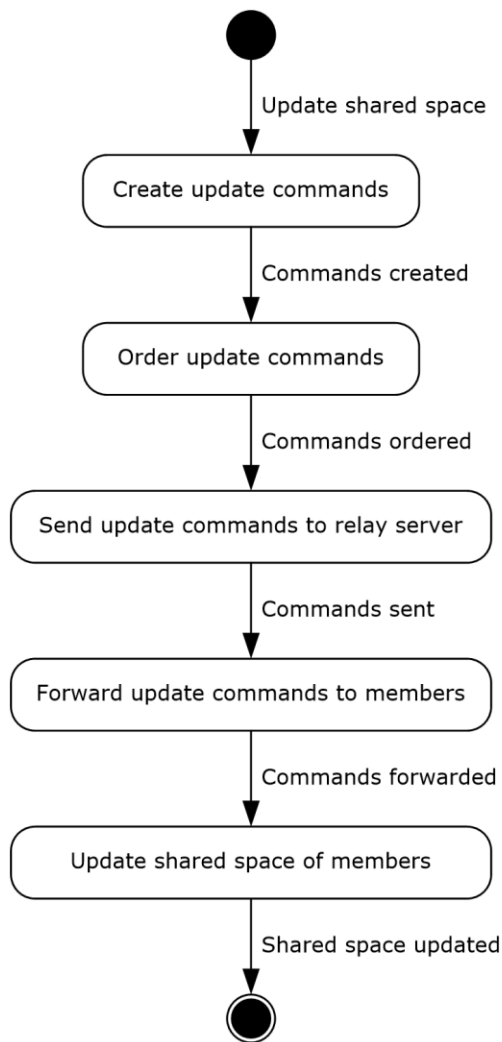 Update shared space
Create update commands
Commands created
Order update commands
Commands ordered
Send update commands to relay server
Commands sent
Forward update commands to members
Commands forwarded
Update shared space of members
Shared space updated